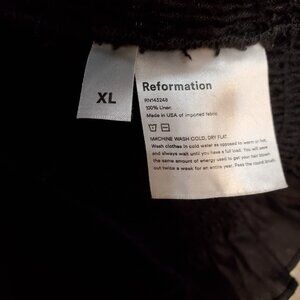 XL
Reformation
RN143248
100% Linen
Made in USA of imported fabric
MACHINE WASH COLD, DRY FLAT
Wash clothes in cold water as opposed to warm or hot,
and always wait until you have a full load. You will save
the same amount of energy used to get your hair blown
out twice a week for an entire year. Pass the round brush.